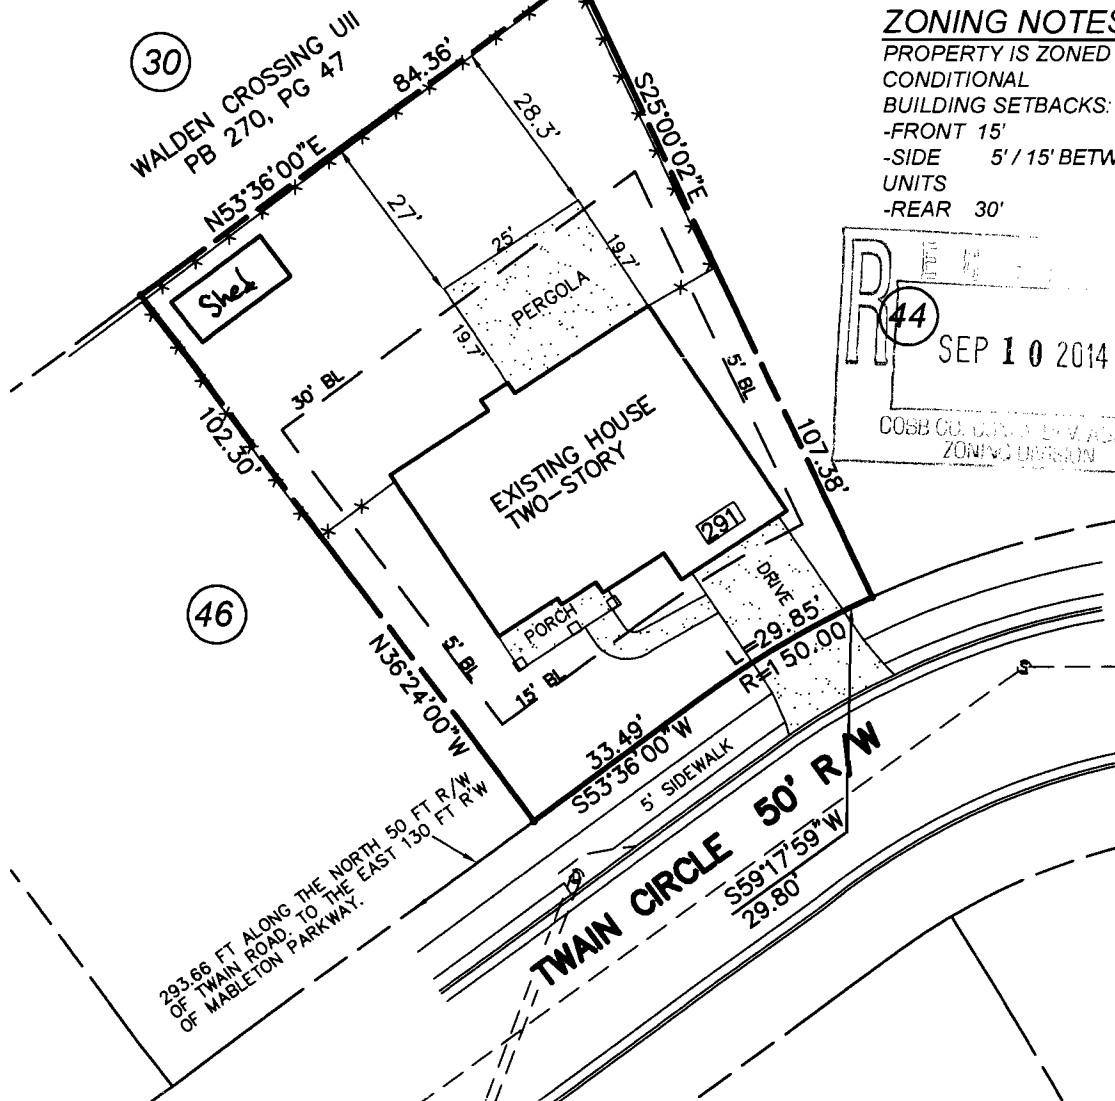 ZONING NOTES
PROPERTY IS ZONED
CONDITIONAL
BUILDING SETBACKS:
-FRONT 15'
-SIDE 5' / 15' BETW
UNITS
-REAR 30'
30
WALDEN CROSSING UII
PB 270, PG 47
84.36'
N53°36'00"E
S25°00'02"E
28.3'
27'
25'
19.7'
19.7'
PERGOLA
Shed
30' BL
5' BL
R
44
SEP 10 2014
ZONING DIVISION
102.30'
107.38'
EXISTING HOUSE
TWO-STORY
291
46
DRIVE
PORCH
N36°24'00"W
5' BL
15' BL
L=29.85'
R=150.00
33.49'
S53°36'00"W
5' SIDEWALK
S
S
TWAIN CIRCLE 50' R/W
S59°17'59"W
29.80'
293.66 FT ALONG THE NORTH 50 FT R/W
OF TWAIN ROAD. TO THE EAST 130 FT R'W
OF MABLETON PARKWAY.